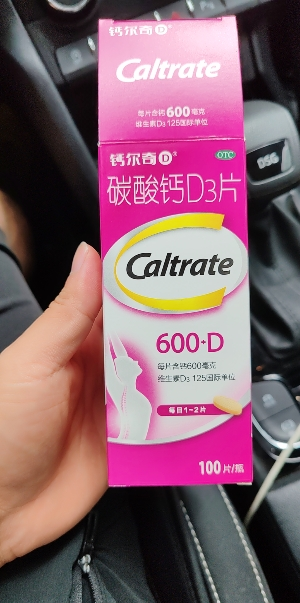 钙尔奇D®
Caltrate
每片含钙600毫克
维生素D3 125国际单位
钙尔奇D® OTC
碳酸钙D3片
Caltrate
600+D
每片含钙600毫克
维生素D3 125国际单位
每日1-2片
100片/瓶
DSG